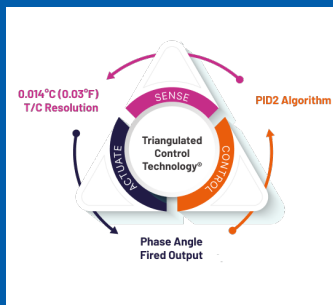 SENSE
0.014°C (0.03°F)
T/C Resolution
PID2 Algorithm
Triangulated
Control
Technology®
ACTUATE
CONTROL
Phase Angle
Fired Output